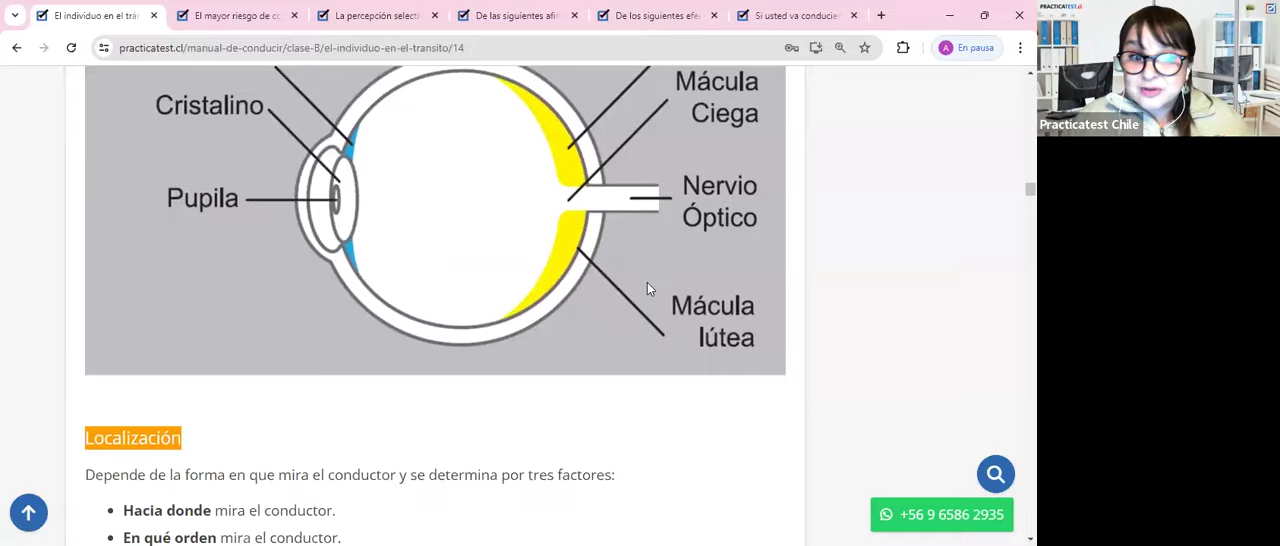 El individuo en el trán
El mayor riesgo de co
La percepción selecti
De las siguientes afir
De los siguientes efe
Si usted va conducie
practicatest.cl/manual-de-conducir/clase-B/el-individuo-en-el-transito/14
A
En pausa
PRACTICATEST.cl
Practicatest Chile
Cristalino
Pupila
Mácula
Ciega
Nervio
Óptico
Mácula
lútea
Localización
Depende de la forma en que mira el conductor y se determina por tres factores:
• Hacia donde mira el conductor.
• En qué orden mira el conductor.
+56 9 6586 2935